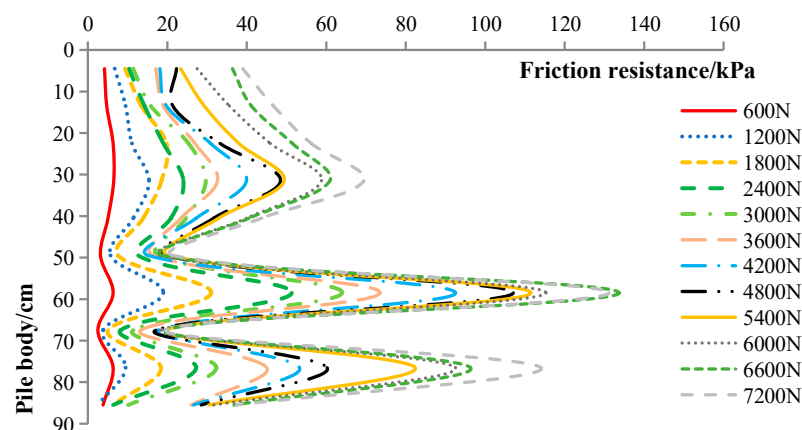 0 20 40 60 80 100 120 140 160
Friction resistance/kPa
0
10
20
30
40
50
60
70
80
90
Pile body/cm
600N
1200N
1800N
2400N
3000N
3600N
4200N
4800N
5400N
6000N
6600N
7200N